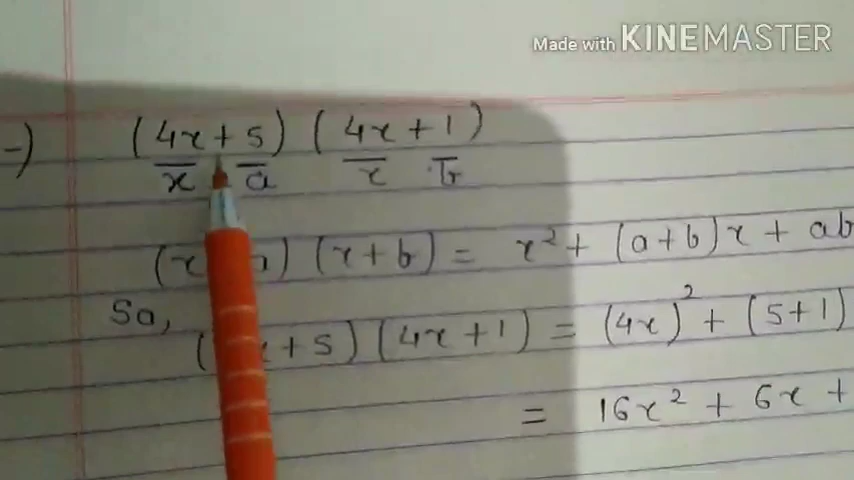 Made with KINEMASTER
-) (4x + 5) (4x + 1)
x a x b
(x ) (x + b) = x² + (a + b)x + ab
So, ( x + 5) (4x + 1) = (4x)² + (5+1)
= 16x² + 6x +